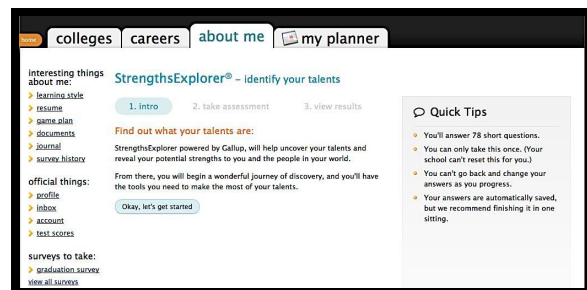 home
colleges
careers
about me
my planner
interesting things
about me:
learning style
resume
game plan
documents
journal
survey history
official things:
profile
inbox
account
test scores
surveys to take:
graduation survey
view all surveys
StrengthsExplorer® – identify your talents
1. intro
2. take assessment
3. view results
Find out what your talents are:
StrengthsExplorer powered by Gallup, will help uncover your talents and
reveal your potential strengths to you and the people in your world.
From there, you will begin a wonderful journey of discovery, and you'll have
the tools you need to make the most of your talents.
Okay, let's get started
Quick Tips
You'll answer 78 short questions.
You can only take this once. (Your
school can't reset this for you.)
You can't go back and change your
answers as you progress.
Your answers are automatically saved,
but we recommend finishing it in one
sitting.